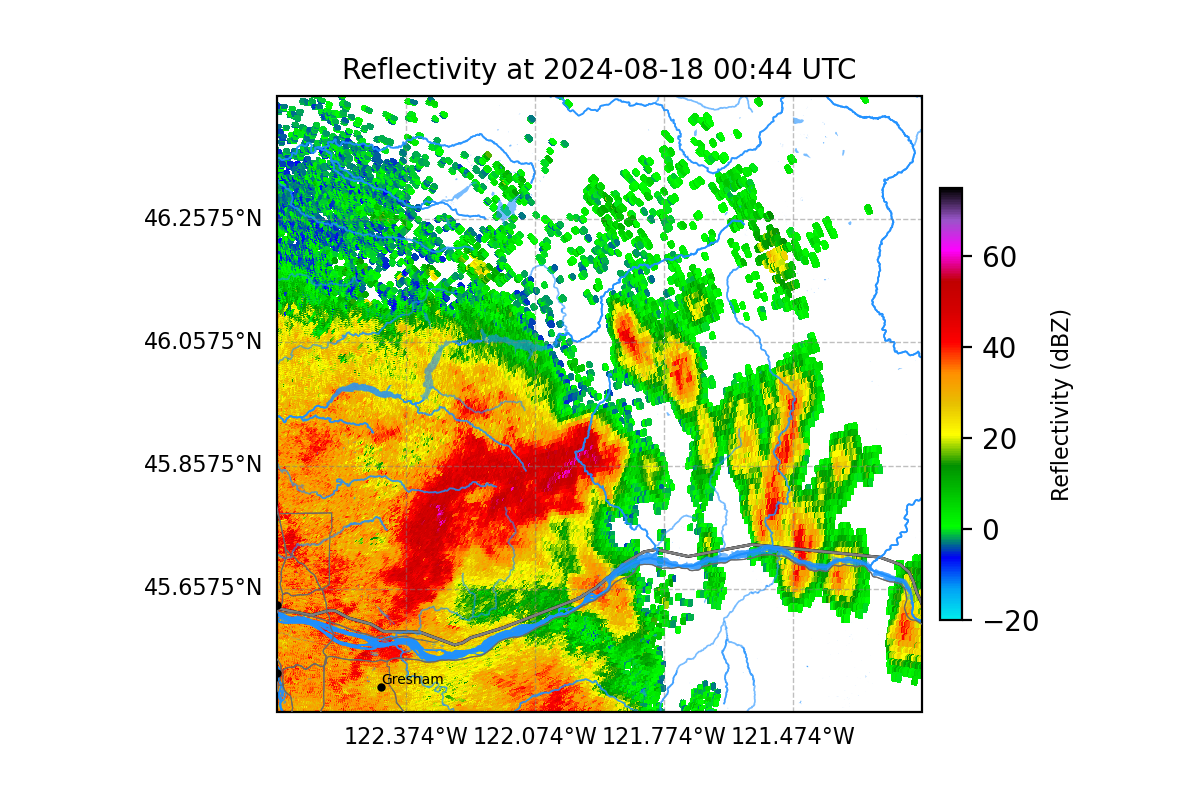 Reflectivity at 2024-08-18 00:44 UTC
46.2575°N
46.0575°N
45.8575°N
45.6575°N
122.374°W 122.074°W 121.774°W 121.474°W
Gresham
60
40
20
0
−20
Reflectivity (dBZ)